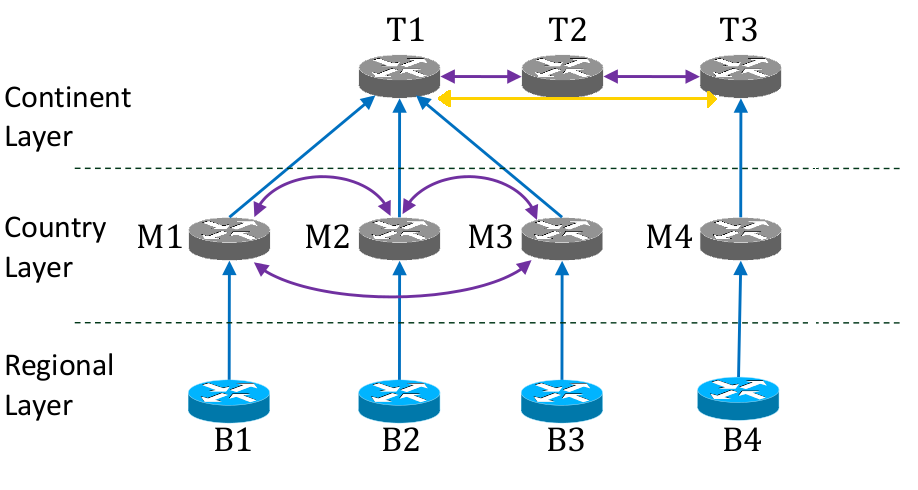 T1 T2 T3
Continent
Layer
Country
Layer
M1 M2 M3 M4
Regional
Layer
B1 B2 B3 B4